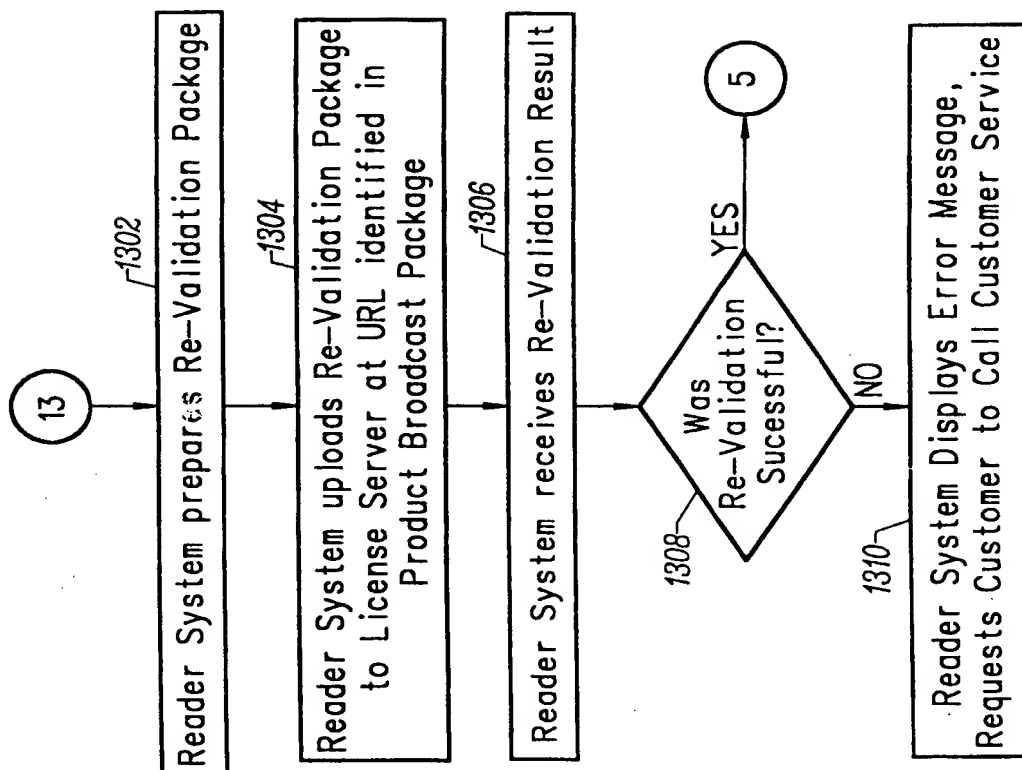 13
1302
Reader System prepares Re-Validation Package
1304
Reader System uploads Re-Validation Package
to License Server at URL identified in
Product Broadcast Package
1306
Reader System receives Re-Validation Result
1308
Was
Re-Validation
Sucessful?
YES
5
NO
1310
Reader System Displays Error Message,
Requests Customer to Call Customer Service